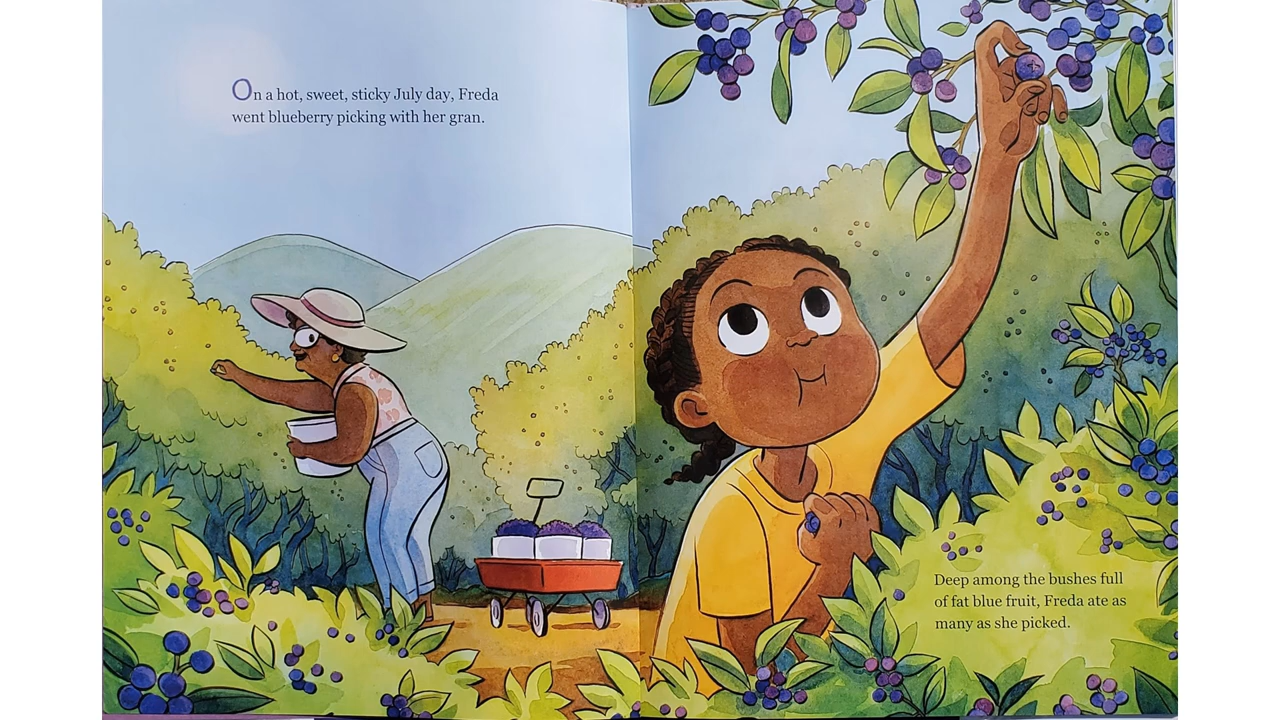 On a hot, sweet, sticky July day, Freda
went blueberry picking with her gran.
Deep among the bushes full
of fat blue fruit, Freda ate as
many as she picked.